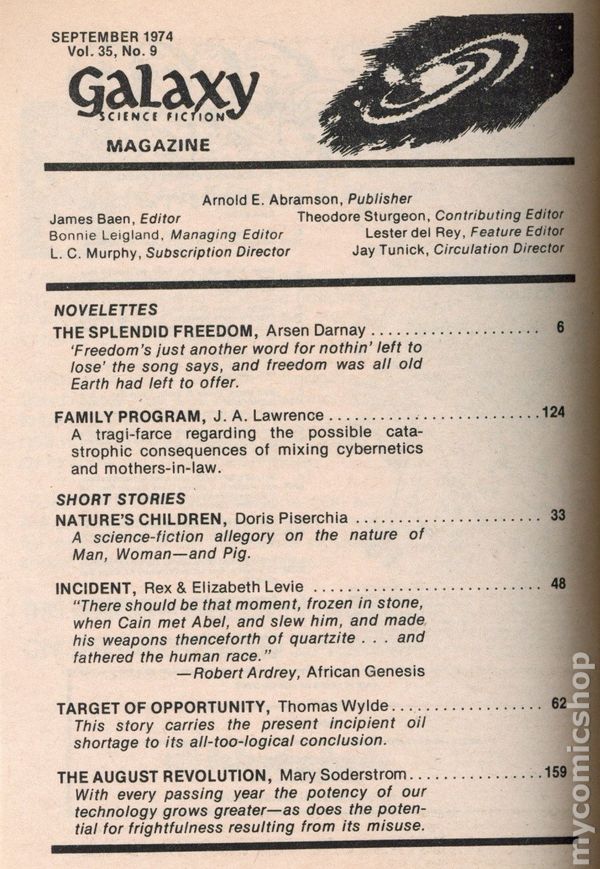 SEPTEMBER 1974
Vol. 35, No. 9
Galaxy
SCIENCE FICTION
MAGAZINE
Arnold E. Abramson, Publisher
James Baen, Editor
Theodore Sturgeon, Contributing Editor
Bonnie Leigland, Managing Editor
Lester del Rey, Feature Editor
L. C. Murphy, Subscription Director
Jay Tunick, Circulation Director
NOVELETTES
THE SPLENDID FREEDOM, Arsen Darnay .................... 6
'Freedom's just another word for nothin' left to
lose' the song says, and freedom was all old
Earth had left to offer.
FAMILY PROGRAM, J. A. Lawrence ........................ 124
A tragi-farce regarding the possible cata-
strophic consequences of mixing cybernetics
and mothers-in-law.
SHORT STORIES
NATURE'S CHILDREN, Doris Piserchia ...................... 33
A science-fiction allegory on the nature of
Man, Woman—and Pig.
INCIDENT, Rex & Elizabeth Levie .......................... 48
"There should be that moment, frozen in stone,
when Cain met Abel, and slew him, and made
his weapons thenceforth of quartzite . . . and
fathered the human race."
—Robert Ardrey, African Genesis
TARGET OF OPPORTUNITY, Thomas Wylde ................. 62
This story carries the present incipient oil
shortage to its all-too-logical conclusion.
THE AUGUST REVOLUTION, Mary Soderstrom ............... 159
With every passing year the potency of our
technology grows greater—as does the poten-
tial for frightfulness resulting from its misuse.
mycomicshop